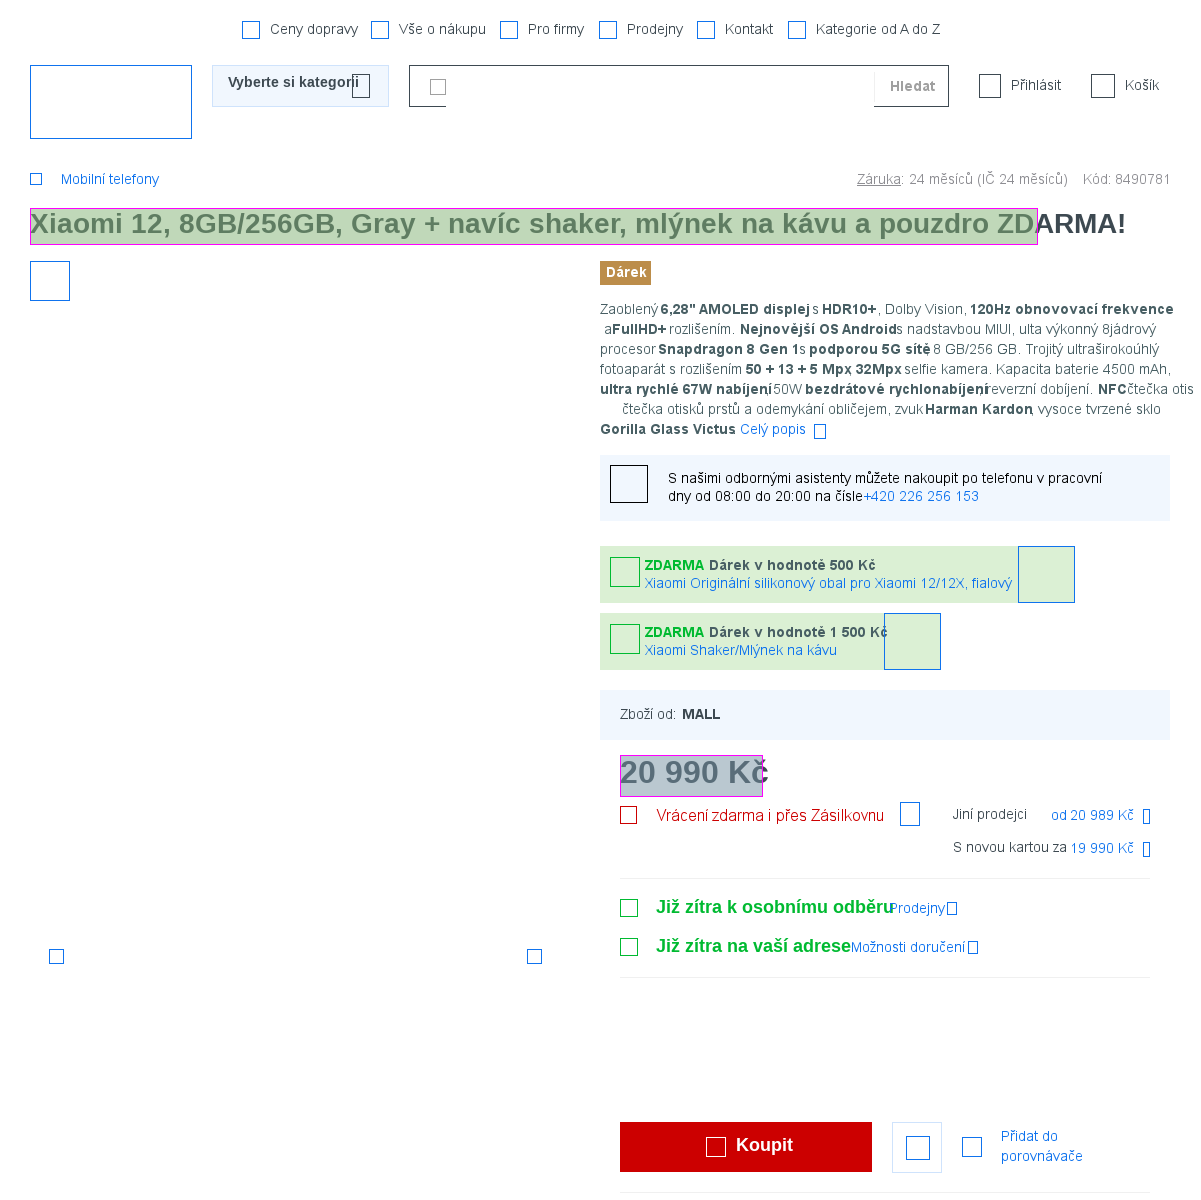 Ceny dopravy Vše o nákupu Pro firmy Prodejny Kontakt Kategorie od A do Z
Vyberte si kategorii Hledat Přihlásit Košík
Mobilní telefony Záruka: 24 měsíců (IČ 24 měsíců) Kód: 8490781
Xiaomi 12, 8GB/256GB, Gray + navíc shaker, mlýnek na kávu a pouzdro ZDARMA!
Dárek
Zaoblený 6,28" AMOLED displej s HDR10+, Dolby Vision, 120Hz obnovovací frekvence
a FullHD+ rozlišením. Nejnovější OS Android s nadstavbou MIUI, ulta výkonný 8jádrový
procesor Snapdragon 8 Gen 1 s podporou 5G sítě 8 GB/256 GB. Trojitý ultraširokoúhlý
fotoaparát s rozlišením 50 + 13 + 5 Mpx, 32Mpx selfie kamera. Kapacita baterie 4500 mAh,
ultra rychlé 67W nabíjení, 50W bezdrátové rychlonabíjení, reverzní dobíjení. NFC čtečka otis
čtečka otisků prstů a odemykání obličejem, zvuk Harman Kardon, vysoce tvrzené sklo
Gorilla Glass Victus. Celý popis
S našimi odbornými asistenty můžete nakoupit po telefonu v pracovní
dny od 08:00 do 20:00 na čísle +420 226 256 153
ZDARMA Dárek v hodnotě 500 Kč
Xiaomi Originální silikonový obal pro Xiaomi 12/12X, fialový
ZDARMA Dárek v hodnotě 1 500 Kč
Xiaomi Shaker/Mlýnek na kávu
Zboží od: MALL
20 990 Kč
Vrácení zdarma i přes Zásilkovnu Jiní prodejci od 20 989 Kč
S novou kartou za 19 990 Kč
Již zítra k osobnímu odběru Prodejny
Již zítra na vaší adrese Možnosti doručení
Koupit Přidat do
porovnávače